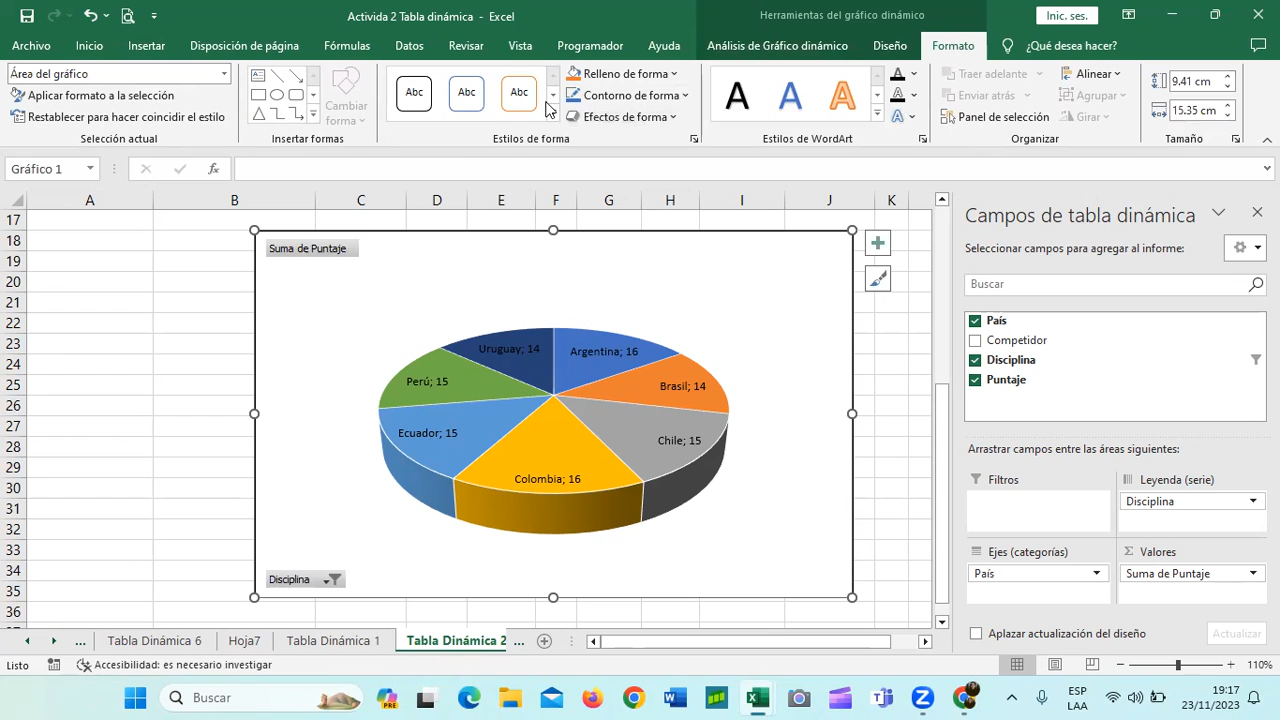 Activida 2 Tabla dinámica - Excel
Herramientas del gráfico dinámico
Inic. ses.
Archivo Inicio Insertar Disposición de página Fórmulas Datos Revisar Vista Programador Ayuda Análisis de Gráfico dinámico Diseño Formato ¿Qué desea hacer?
Área del gráfico
Aplicar formato a la selección
Restablecer para hacer coincidir el estilo
Selección actual
Cambiar
forma
Insertar formas
Abc Abc Abc
Relleno de forma
Contorno de forma
Efectos de forma
Estilos de forma
A A A
A
A
A
Estilos de WordArt
Traer adelante
Enviar atrás
Panel de selección
Alinear
Agrupar
Girar
Organizar
9.41 cm
15.35 cm
Tamaño
Gráfico 1
fx
A B C D E F G H I J K
17
18
19
20
21
22
23
24
25
26
27
28
29
30
31
32
33
34
35
36
Suma de Puntaje
Uruguay; 14
Argentina; 16
Perú; 15
Brasil; 14
Ecuador; 15
Chile; 15
Colombia; 16
Disciplina
Campos de tabla dinámica
Seleccionar campos para agregar al informe:
Buscar
País
Competidor
Disciplina
Puntaje
Arrastrar campos entre las áreas siguientes:
Filtros
Leyenda (serie)
Disciplina
Ejes (categorías)
Σ Valores
País
Suma de Puntaje
Aplazar actualización del diseño
Actualizar
... Tabla Dinámica 6 Hoja7 Tabla Dinámica 1 Tabla Dinámica 2 ...
Listo
Accesibilidad: es necesario investigar
110%
Buscar
PRE
ESP
LAA
19:17
23/11/2023